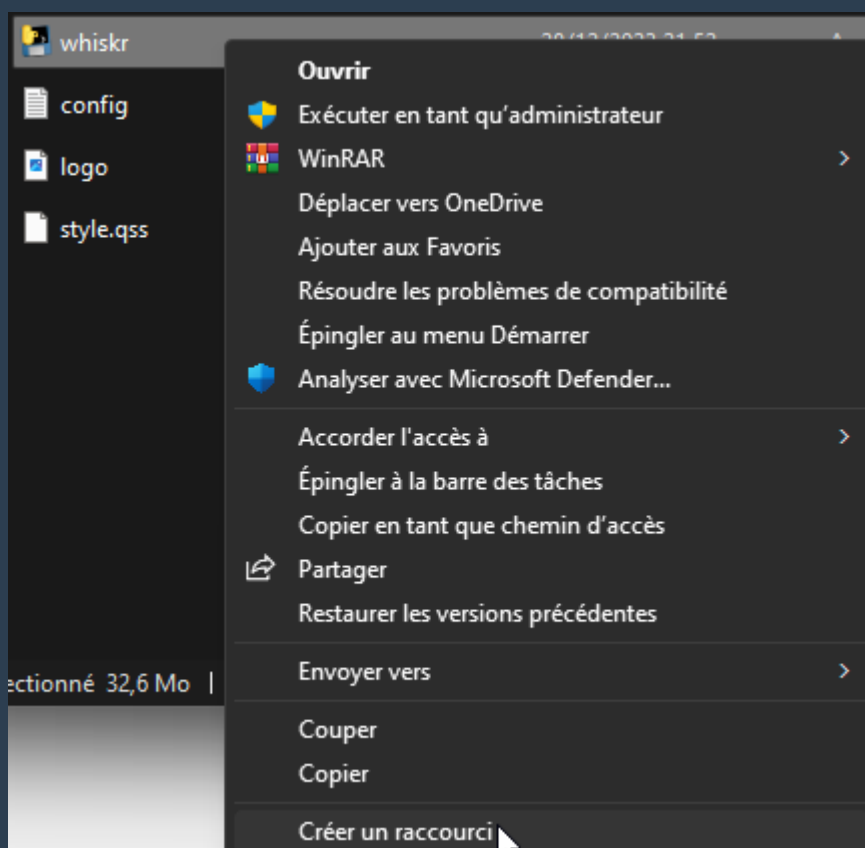 whiskr
config
logo
style.qss
Ouvrir
Exécuter en tant qu’administrateur
WinRAR
Déplacer vers OneDrive
Ajouter aux Favoris
Résoudre les problèmes de compatibilité
Épingler au menu Démarrer
Analyser avec Microsoft Defender...
Accorder l'accès à
Épingler à la barre des tâches
Copier en tant que chemin d’accès
Partager
Restaurer les versions précédentes
ectionné 32,6 Mo |
Envoyer vers
Couper
Copier
Créer un raccourci